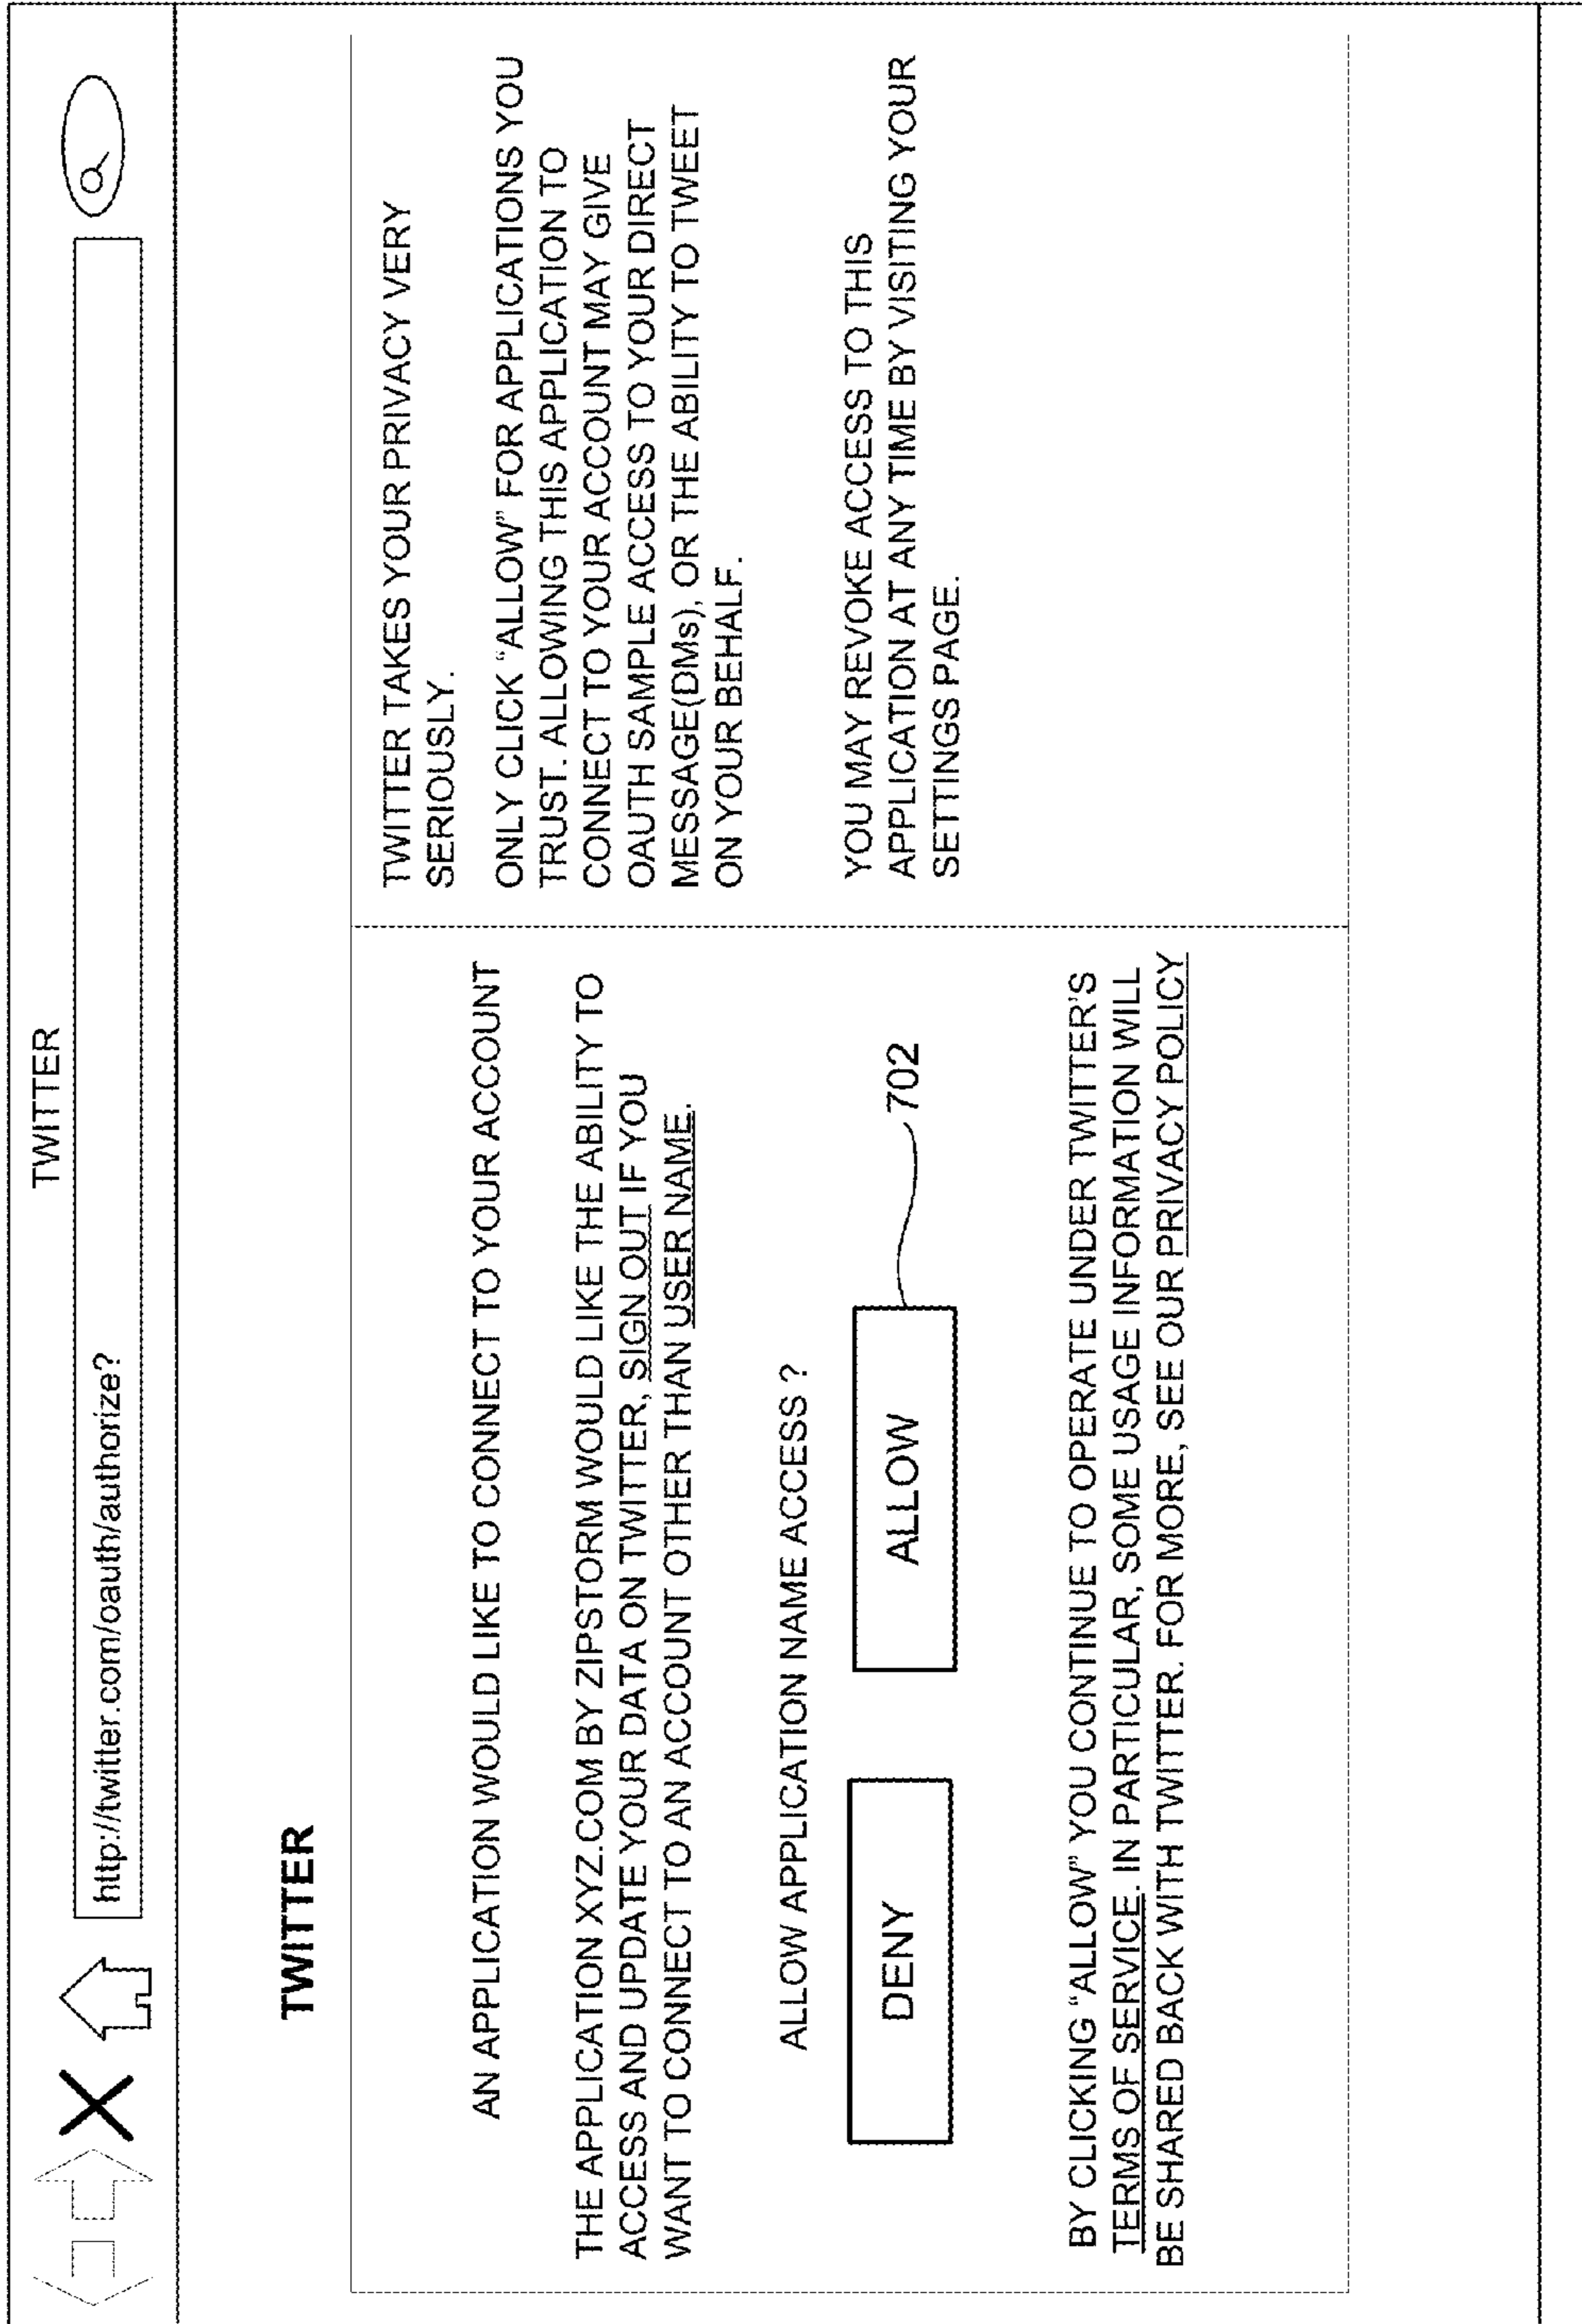 TWITTER
http://twitter.com/oauth/authorize?
TWITTER
AN APPLICATION WOULD LIKE TO CONNECT TO YOUR ACCOUNT
THE APPLICATION XYZ.COM BY ZIPSTORM WOULD LIKE THE ABILITY TO
ACCESS AND UPDATE YOUR DATA ON TWITTER, SIGN OUT IF YOU
WANT TO CONNECT TO AN ACCOUNT OTHER THAN USER NAME.
ALLOW APPLICATION NAME ACCESS ?
DENY
ALLOW
702
BY CLICKING “ALLOW” YOU CONTINUE TO OPERATE UNDER TWITTER'S
TERMS OF SERVICE. IN PARTICULAR, SOME USAGE INFORMATION WILL
BE SHARED BACK WITH TWITTER. FOR MORE, SEE OUR PRIVACY POLICY
TWITTER TAKES YOUR PRIVACY VERY
SERIOUSLY.
ONLY CLICK “ALLOW” FOR APPLICATIONS YOU
TRUST. ALLOWING THIS APPLICATION TO
CONNECT TO YOUR ACCOUNT MAY GIVE
OAUTH SAMPLE ACCESS TO YOUR DIRECT
MESSAGE(DMs), OR THE ABILITY TO TWEET
ON YOUR BEHALF.
YOU MAY REVOKE ACCESS TO THIS
APPLICATION AT ANY TIME BY VISITING YOUR
SETTINGS PAGE.